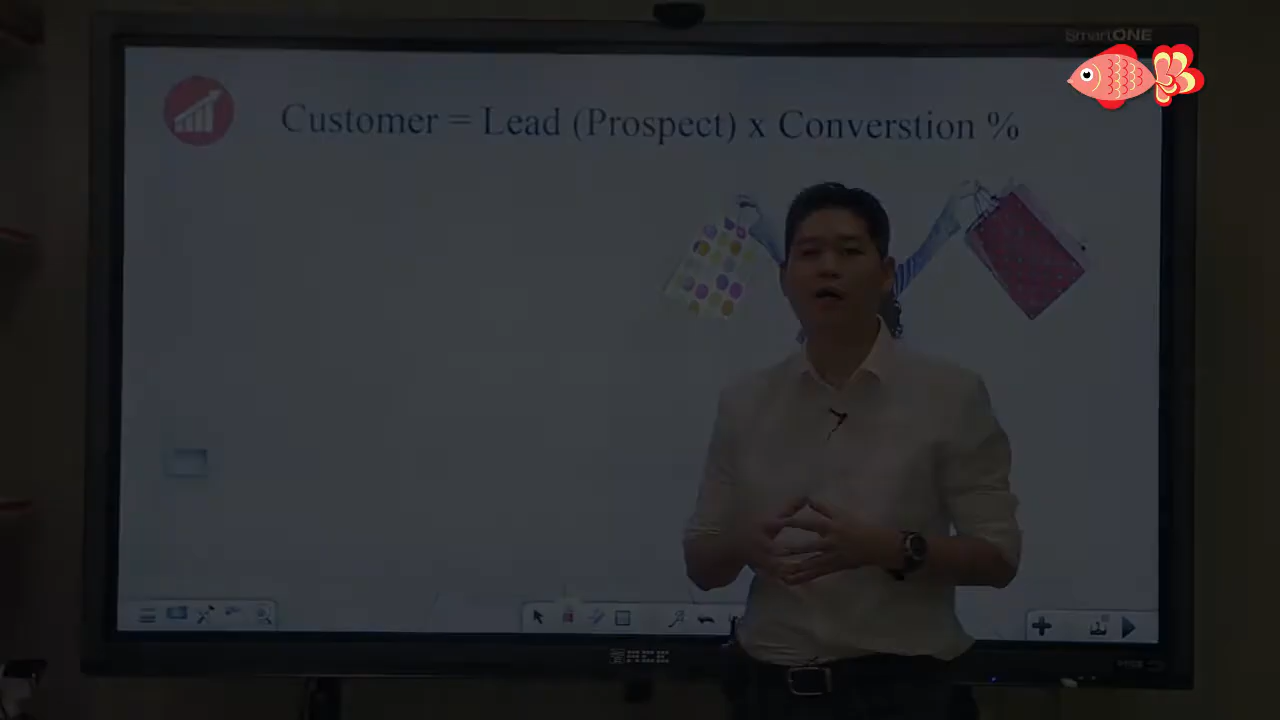 SmartONE
Customer = Lead (Prospect) x Converstion %